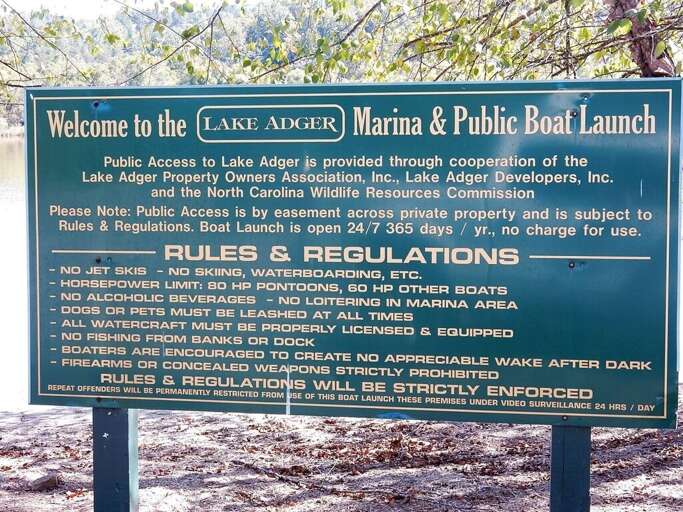 Welcome to the LAKE ADGER Marina & Public Boat Launch
Public Access to Lake Adger is provided through cooperation of the
Lake Adger Property Owners Association, Inc., Lake Adger Developers, Inc.
and the North Carolina Wildlife Resources Commission
Please Note: Public Access is by easement across private property and is subject to
Rules & Regulations. Boat Launch is open 24/7 365 days / yr., no charge for use.
RULES & REGULATIONS
- NO JET SKIS - NO SKIING, WATERBOARDING, ETC.
- HORSEPOWER LIMIT: 80 HP PONTOONS, 60 HP OTHER BOATS
- NO ALCOHOLIC BEVERAGES - NO LOITERING IN MARINA AREA
- DOGS OR PETS MUST BE LEASHED AT ALL TIMES
- ALL WATERCRAFT MUST BE PROPERLY LICENSED & EQUIPPED
- NO FISHING FROM BANKS OR DOCK
- BOATERS ARE ENCOURAGED TO CREATE NO APPRECIABLE WAKE AFTER DARK
- FIREARMS OR CONCEALED WEAPONS STRICTLY PROHIBITED
RULES & REGULATIONS WILL BE STRICTLY ENFORCED
REPEAT OFFENDERS WILL BE PERMANENTLY RESTRICTED FROM USE OF THIS BOAT LAUNCH THESE PREMISES UNDER VIDEO SURVEILLANCE 24 HRS / DAY